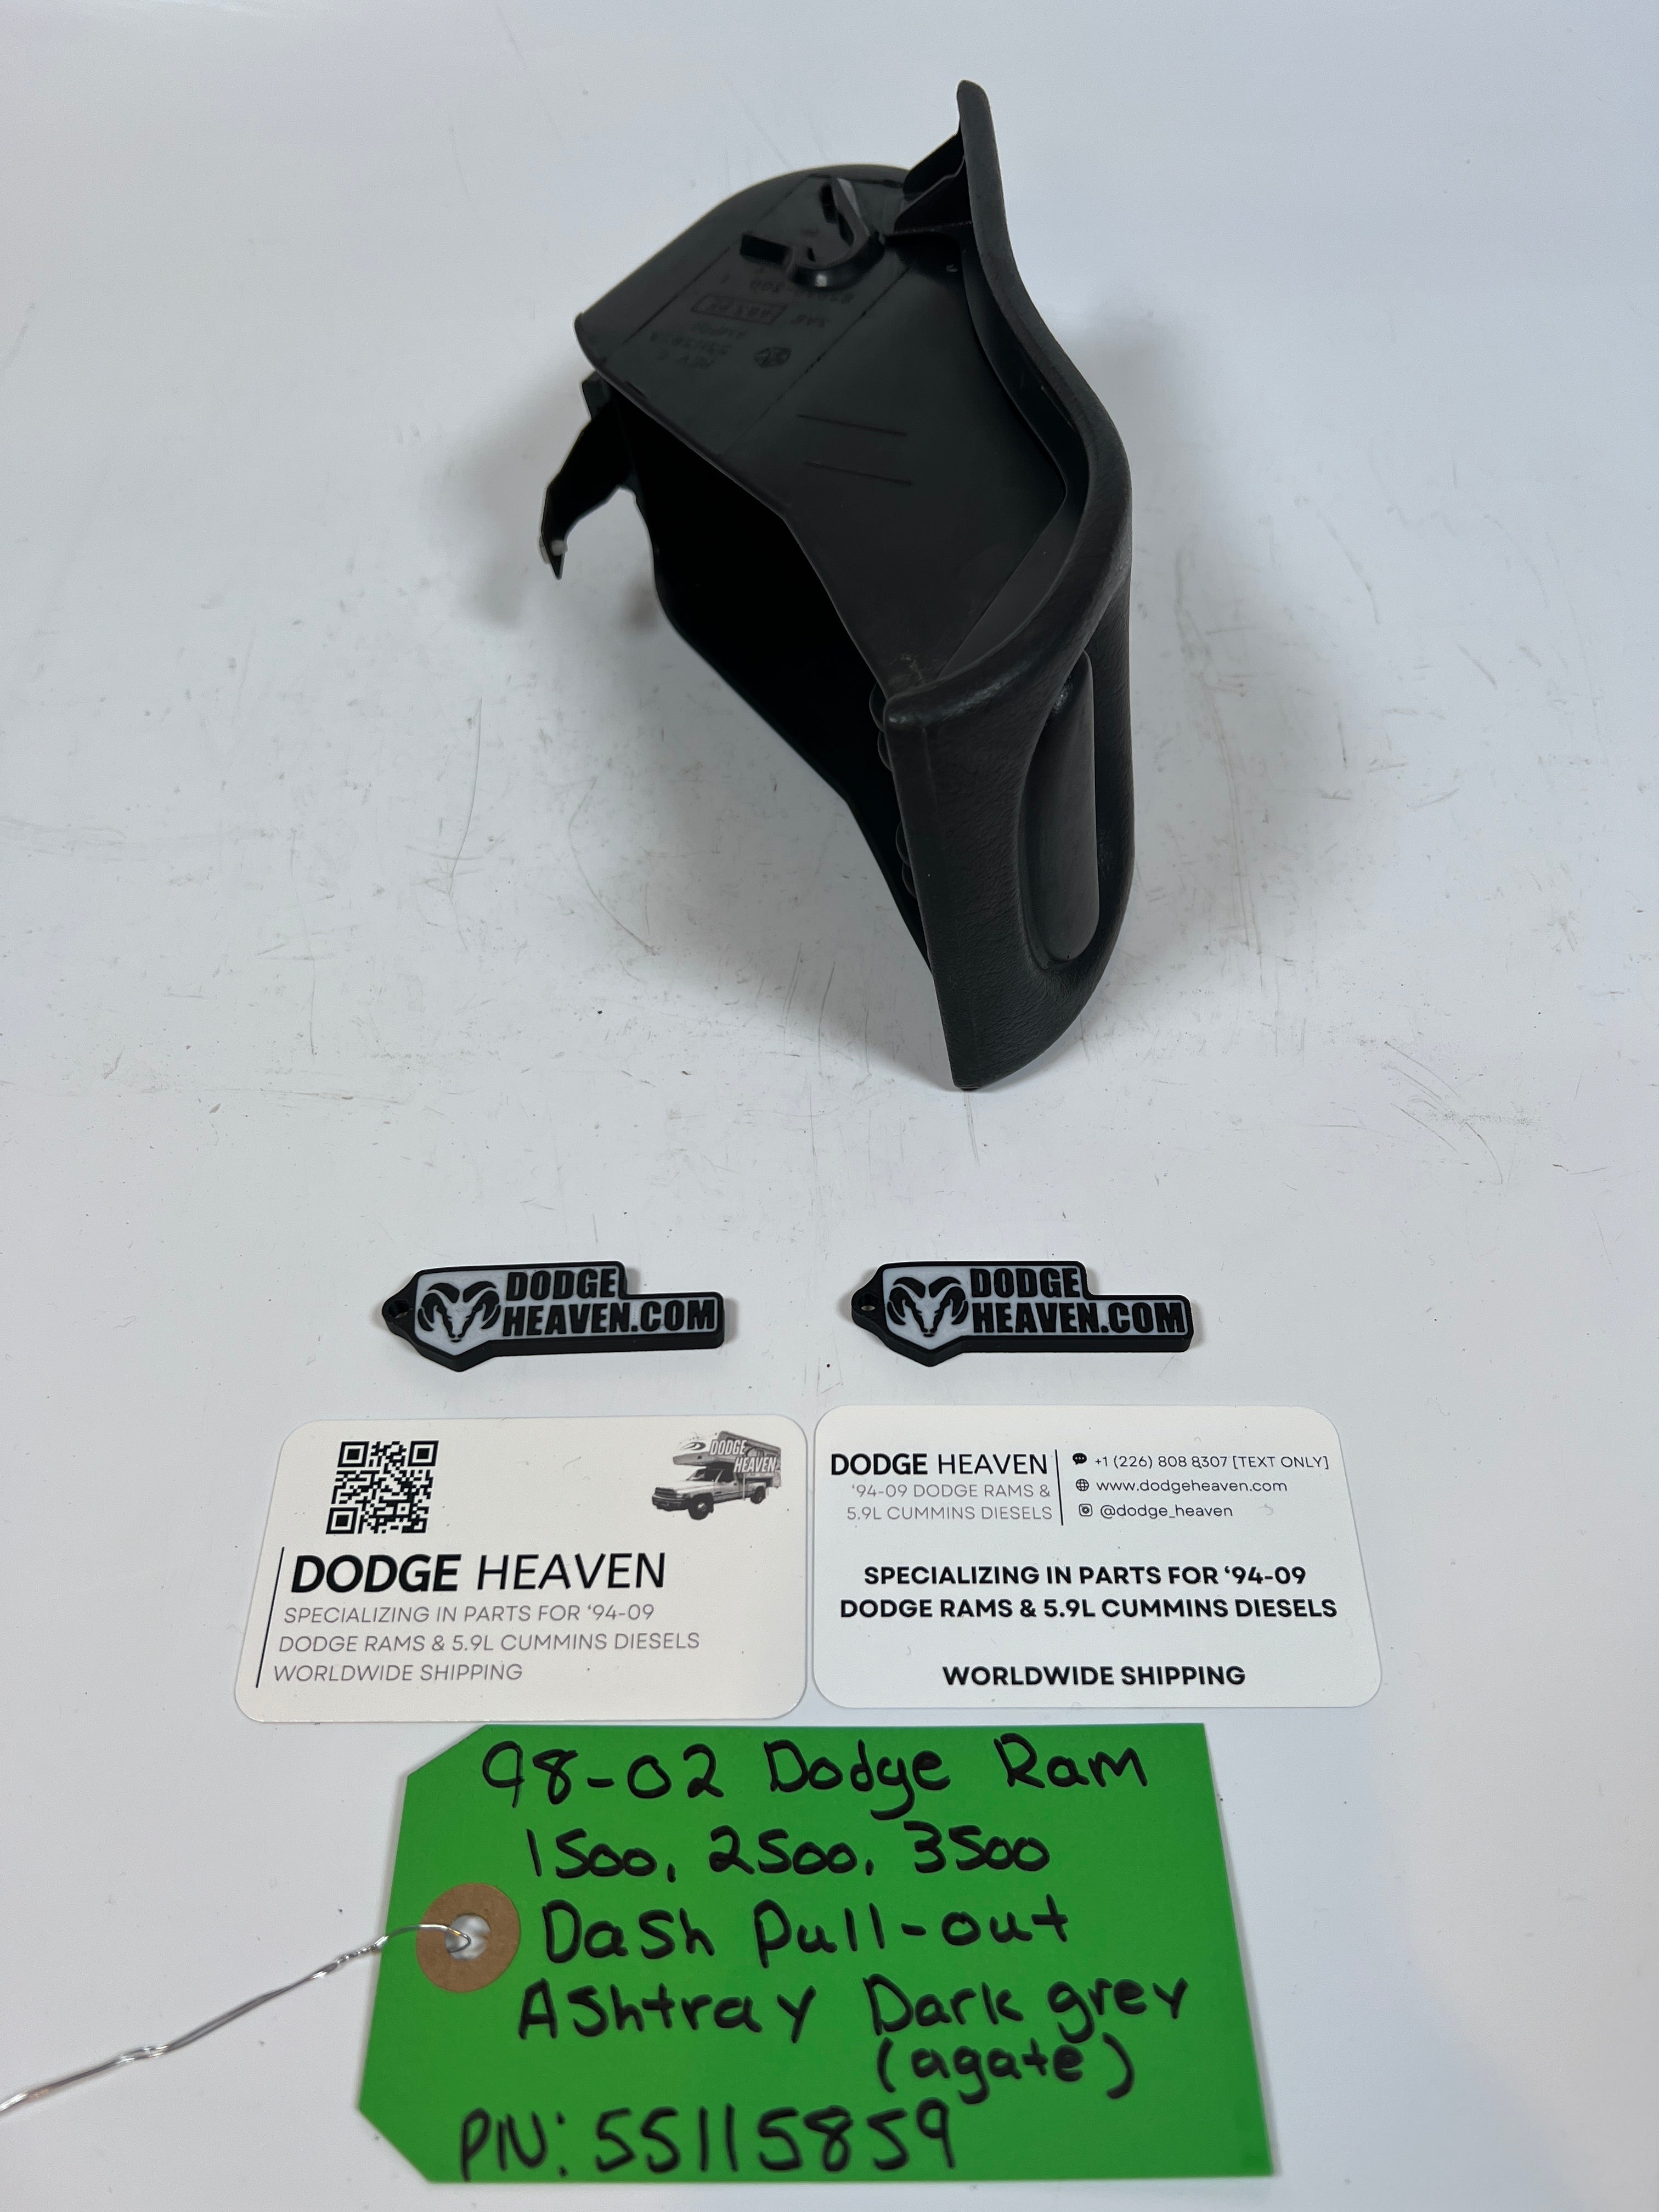 DODGE
HEAVEN.COM
DODGE
HEAVEN.COM
DODGE
HEAVEN
DODGE HEAVEN
SPECIALIZING IN PARTS FOR ‘94-09
DODGE RAMS & 5.9L CUMMINS DIESELS
WORLDWIDE SHIPPING
DODGE HEAVEN
‘94-09 DODGE RAMS &
5.9L CUMMINS DIESELS
+1 (226) 808 8307 [TEXT ONLY]
www.dodgeheaven.com
@dodge_heaven
SPECIALIZING IN PARTS FOR ‘94-09
DODGE RAMS & 5.9L CUMMINS DIESELS
WORLDWIDE SHIPPING
98-02 Dodge Ram
1500, 2500, 3500
Dash Pull-out
Ashtray Dark grey
(agate)
PN: 55115859